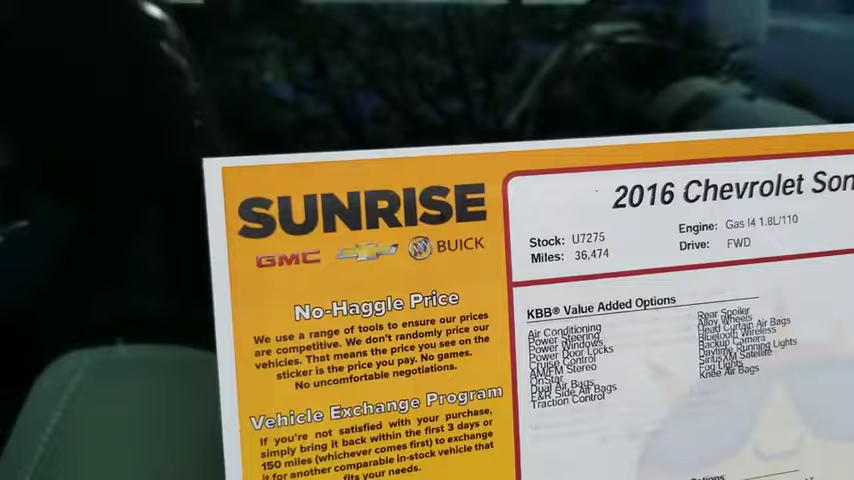 SUNRISE
GMC BUICK
No-Haggle Price
We use a range of tools to ensure our prices
are competitive. We don't randomly price our
vehicles. That means the price you see on the
sticker is the price you pay. No games.
No uncomfortable negotiations.
Vehicle Exchange Program
If you're not satisfied with your purchase,
simply bring it back within the first 3 days or
150 miles (whichever comes first) to exchange
it for another comparable in-stock vehicle that
fits your needs.
2016 Chevrolet Son
Stock: U7275
Miles: 36,474
Engine: Gas I4 1.8L/110
Drive: FWD
KBB® Value Added Options
Air Conditioning
Power Steering
Power Windows
Power Door Locks
Cruise Control
AM/FM Stereo
OnStar
Dual Air Bags
F&R Side Air Bags
Traction Control
Rear Spoiler
Alloy Wheels
Head Curtain Air Bags
Bluetooth Wireless
Backup Camera
Daytime Running Lights
SiriusXM Satellite
Fog Lights
Knee Air Bags